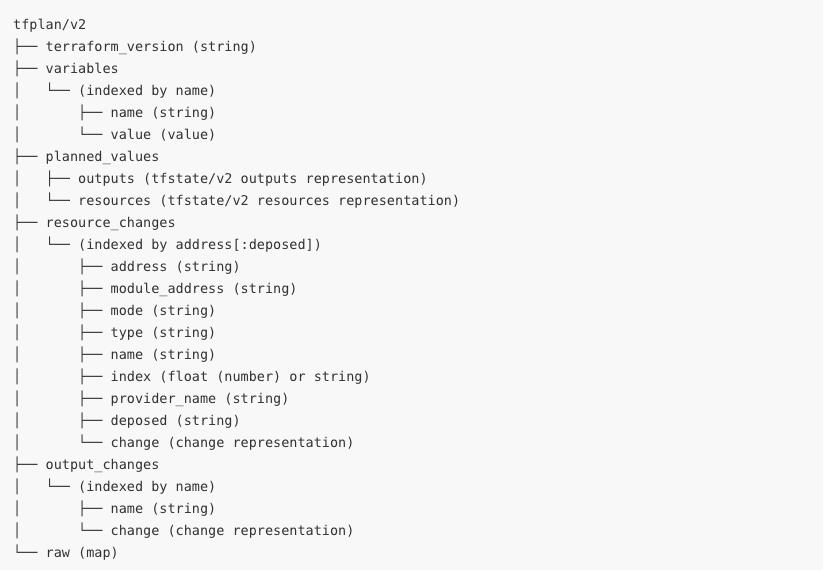 tfplan/v2
├── terraform_version (string)
├── variables
│   └── (indexed by name)
│       ├── name (string)
│       └── value (value)
├── planned_values
│   ├── outputs (tfstate/v2 outputs representation)
│   └── resources (tfstate/v2 resources representation)
├── resource_changes
│   └── (indexed by address[:deposed])
│       ├── address (string)
│       ├── module_address (string)
│       ├── mode (string)
│       ├── type (string)
│       ├── name (string)
│       ├── index (float (number) or string)
│       ├── provider_name (string)
│       ├── deposed (string)
│       └── change (change representation)
├── output_changes
│   └── (indexed by name)
│       ├── name (string)
│       └── change (change representation)
└── raw (map)